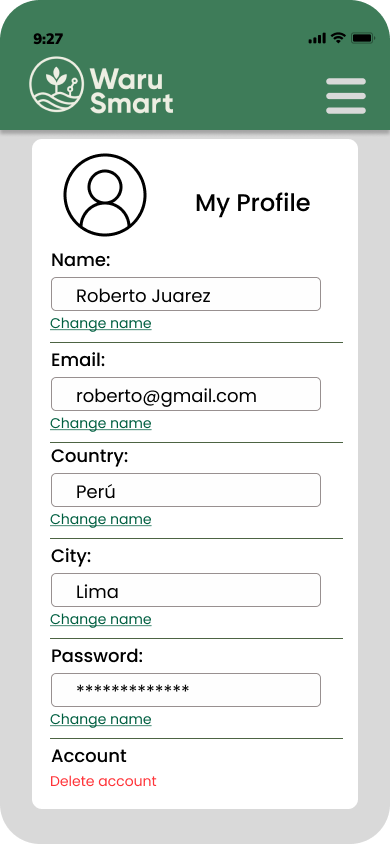 9:27
Waru
Smart
My Profile
Name:
Roberto Juarez
Change name
Email:
roberto@gmail.com
Change name
Country:
Perú
Change name
City:
Lima
Change name
Password:
*************
Change name
Account
Delete account